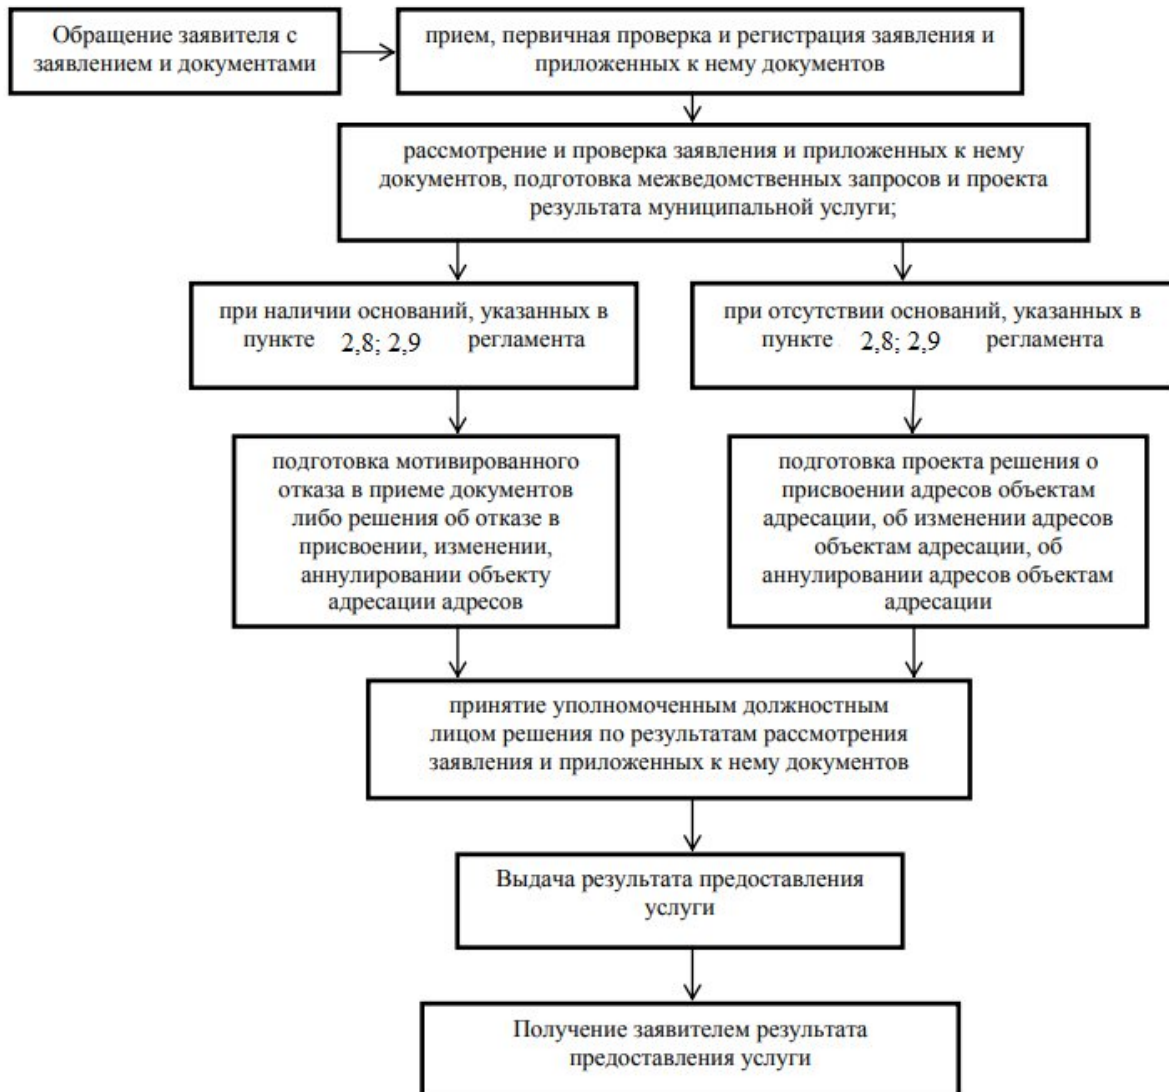 Обращение заявителя с
заявлением и документами
прием, первичная проверка и регистрация заявления и
приложенных к нему документов
рассмотрение и проверка заявления и приложенных к нему
документов, подготовка межведомственных запросов и проекта
результата муниципальной услуги;
при наличии оснований, указанных в
пункте 2,8; 2,9 регламента
при отсутствии оснований, указанных в
пункте 2,8; 2,9 регламента
подготовка мотивированного
отказа в приеме документов
либо решения об отказе в
присвоении, изменении,
аннулировании объекту
адресации адресов
подготовка проекта решения о
присвоении адресов объектам
адресации, об изменении адресов
объектам адресации, об
аннулировании адресов объектам
адресации
принятие уполномоченным должностным
лицом решения по результатам рассмотрения
заявления и приложенных к нему документов
Выдача результата предоставления
услуги
Получение заявителем результата
предоставления услуги